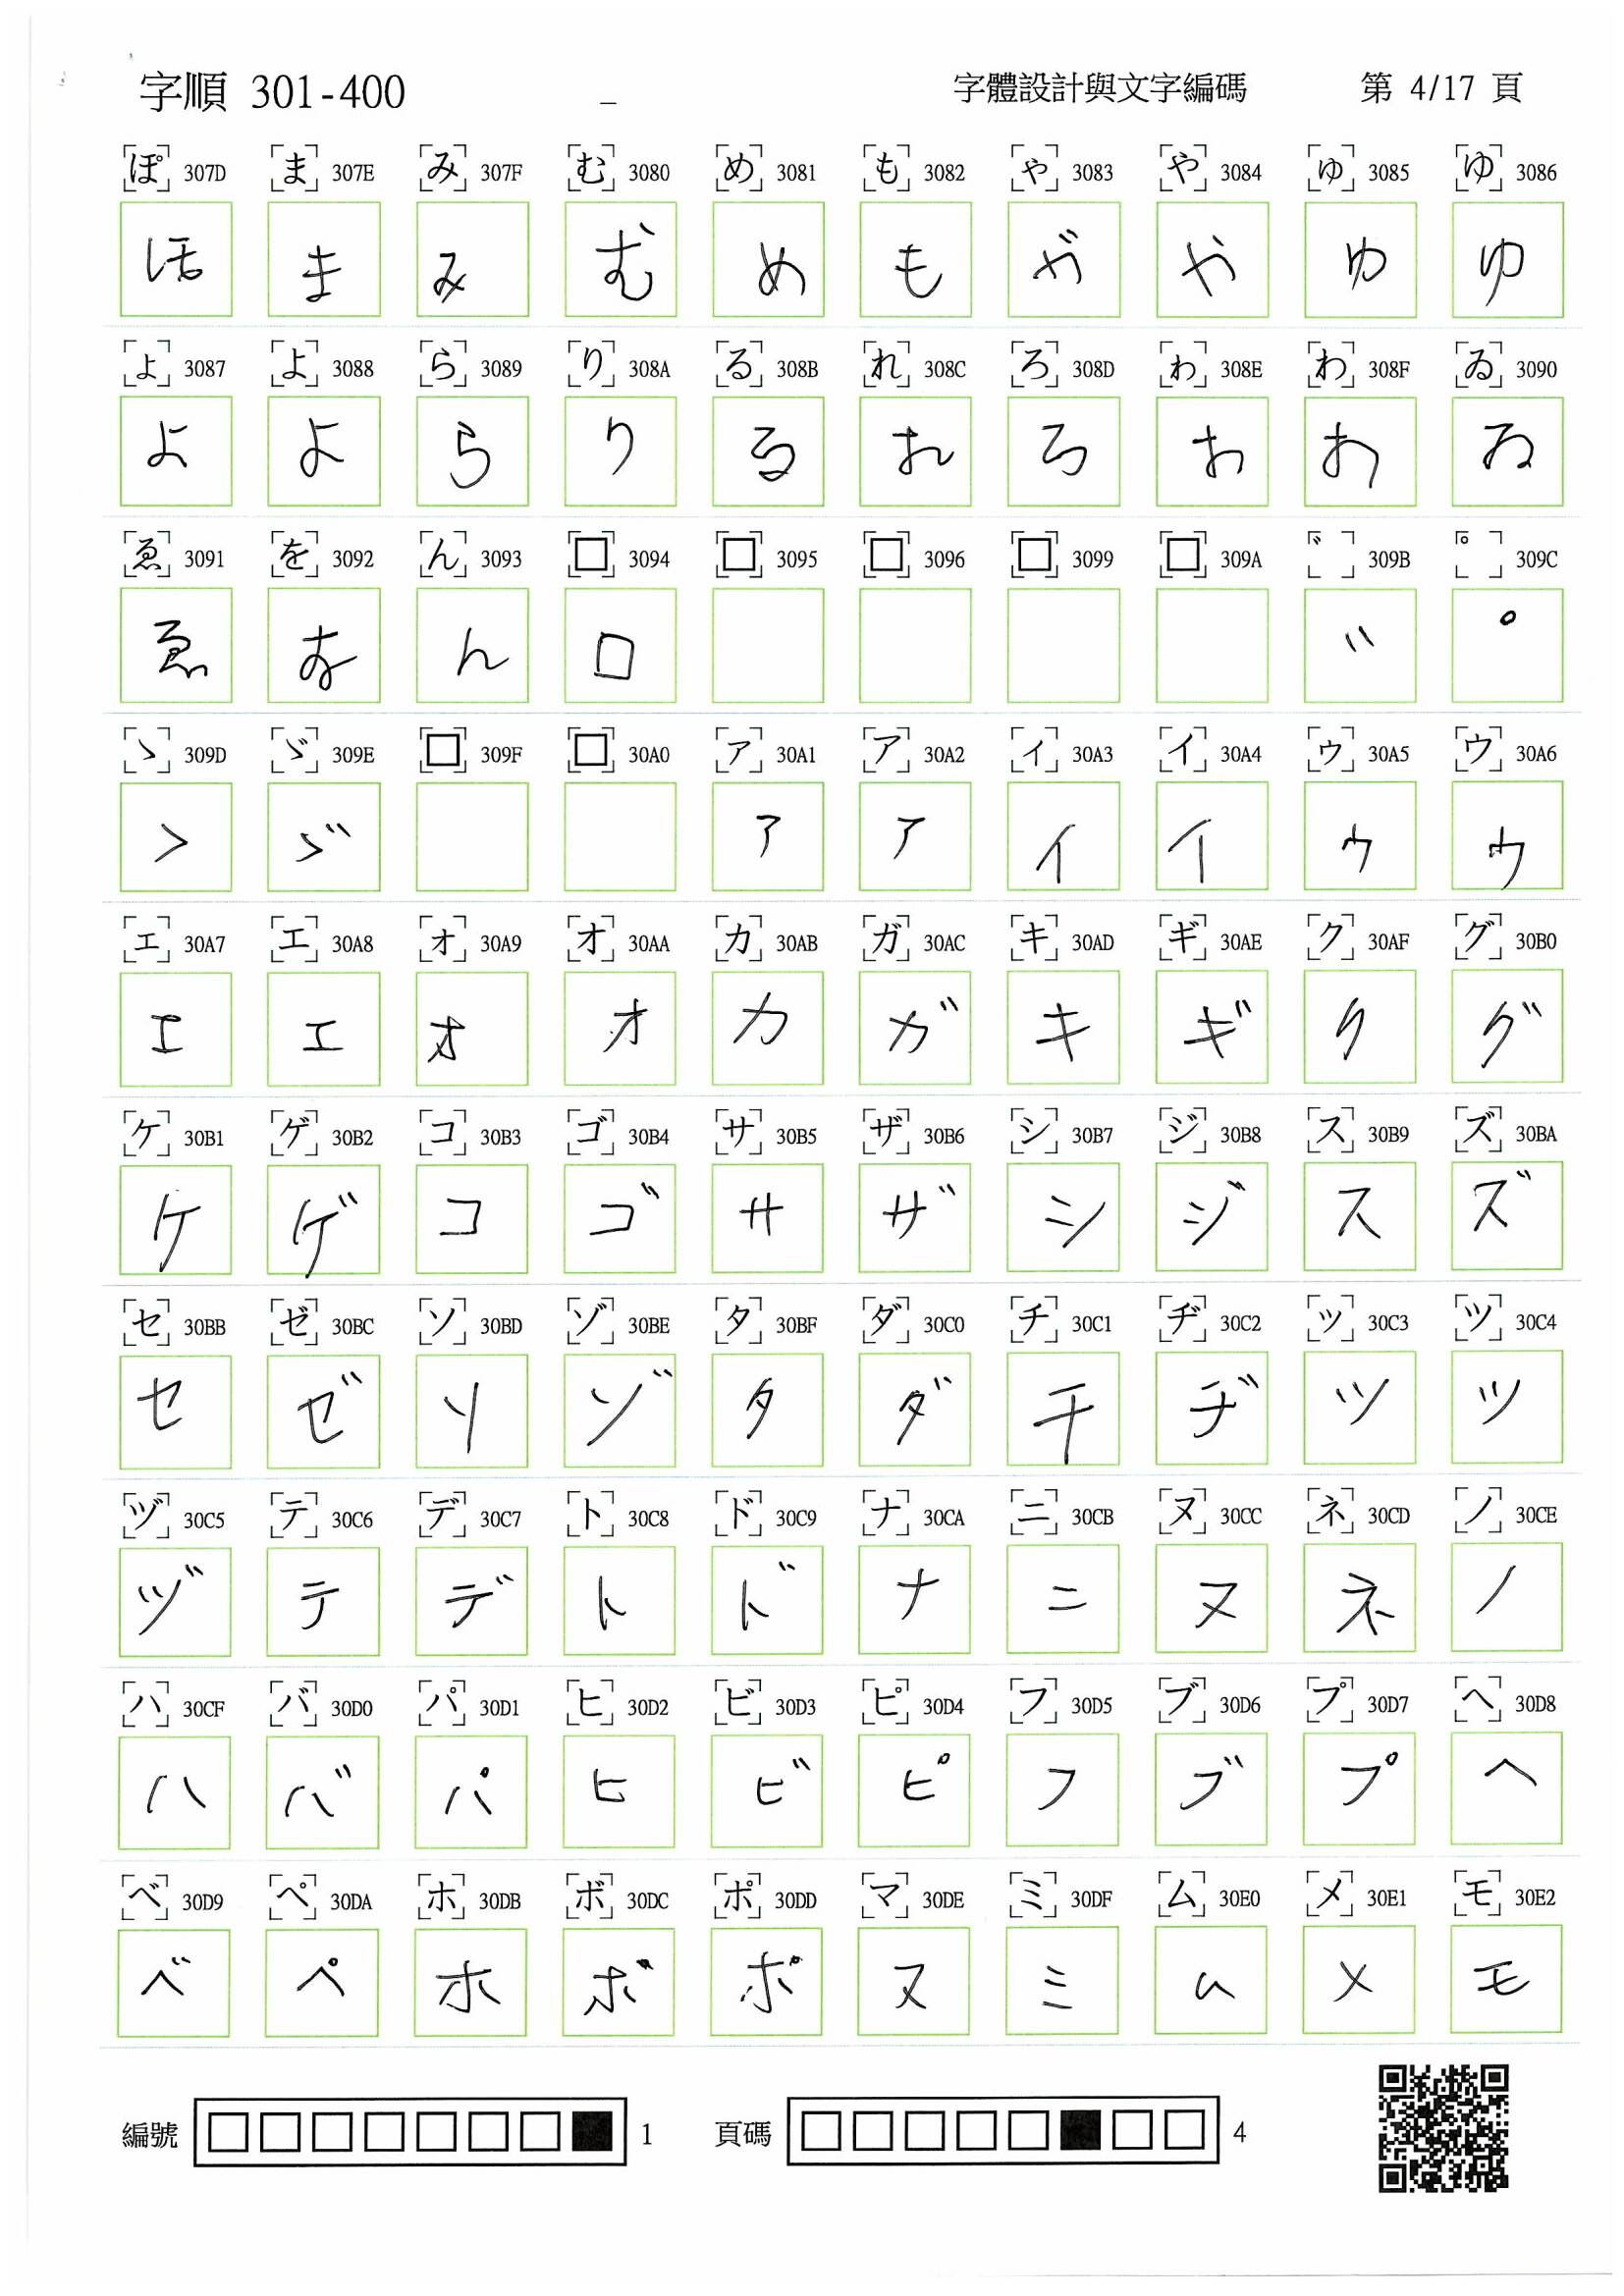 字順 301-400 _ 字體設計與文字編碼 第 4/17 頁
ぽ 307D ま 307E み 307F む 3080 め 3081 も 3082 ゃ 3083 や 3084 ゅ 3085 ゆ 3086
ほ ま み む め も や や ゆ ゆ
ょ 3087 よ 3088 ら 3089 り 308A る 308B れ 308C ろ 308D ゎ 308E わ 308F ゐ 3090
よ よ ら り る れ ろ わ わ ゐ
ゑ 3091 を 3092 ん 3093 □ 3094 □ 3095 □ 3096 □ 3099 □ 309A ゛ 309B ゜ 309C
ゑ を ん □ ゛ ゜
ゝ 309D ゞ 309E □ 309F □ 30A0 ァ 30A1 ア 30A2 ィ 30A3 イ 30A4 ゥ 30A5 ウ 30A6
ゝ ゞ ァ ア ィ イ ゥ ウ
ェ 30A7 エ 30A8 ォ 30A9 オ 30AA カ 30AB ガ 30AC キ 30AD ギ 30AE ク 30AF グ 30B0
ェ エ ォ オ カ ガ キ ギ ク グ
ケ 30B1 ゲ 30B2 コ 30B3 ゴ 30B4 サ 30B5 ザ 30B6 シ 30B7 ジ 30B8 ス 30B9 ズ 30BA
ケ ゲ コ ゴ サ ザ シ ジ ス ズ
セ 30BB ゼ 30BC ソ 30BD ゾ 30BE タ 30BF ダ 30C0 チ 30C1 ヂ 30C2 ッ 30C3 ツ 30C4
セ ゼ ソ ゾ タ ダ チ ヂ ッ ツ
ヅ 30C5 テ 30C6 デ 30C7 ト 30C8 ド 30C9 ナ 30CA ニ 30CB ヌ 30CC ネ 30CD ノ 30CE
ヅ テ デ ト ド ナ ニ ヌ ネ ノ
ハ 30CF バ 30D0 パ 30D1 ヒ 30D2 ビ 30D3 ピ 30D4 フ 30D5 ブ 30D6 プ 30D7 ヘ 30D8
ハ バ パ ヒ ビ ピ フ ブ プ ヘ
ベ 30D9 ペ 30DA ホ 30DB ボ 30DC ポ 30DD マ 30DE ミ 30DF ム 30E0 メ 30E1 モ 30E2
ベ ペ ホ ボ ポ ヌ ミ ム メ モ
編號 1 頁碼 4